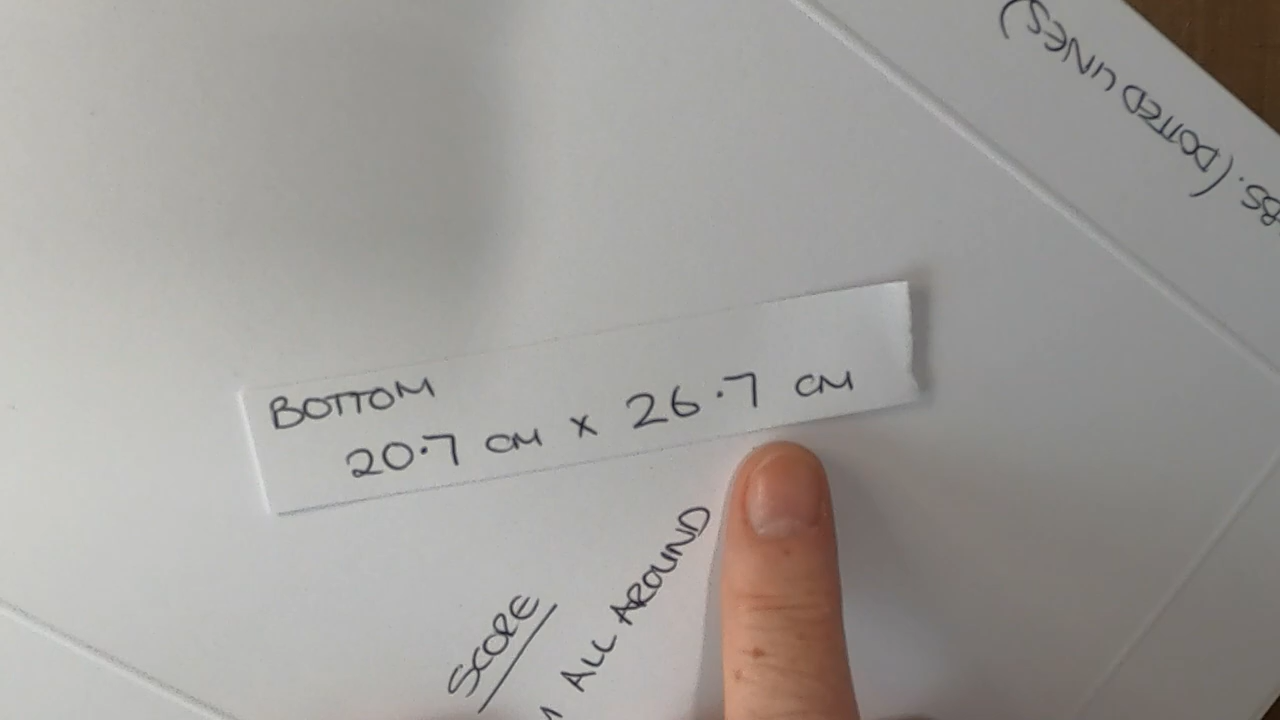 BOTTOM
20.7 CM x 26.7 CM
SCORE
ALL AROUND
(DOTTED LINES)